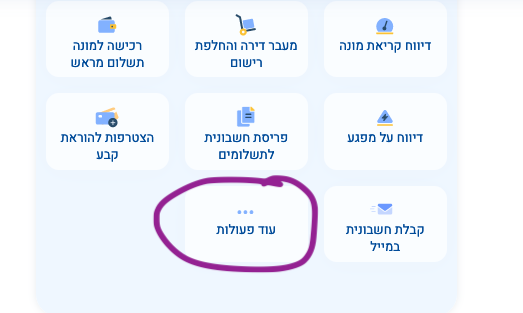 דיווח קריאת מונה
מעבר דירה והחלפת
רישום
רכישה למונה
תשלום מראש
דיווח על מפגע
פריסת חשבונית
לתשלומים
הצטרפות להוראת
קבע
קבלת חשבונית
במייל
עוד פעולות